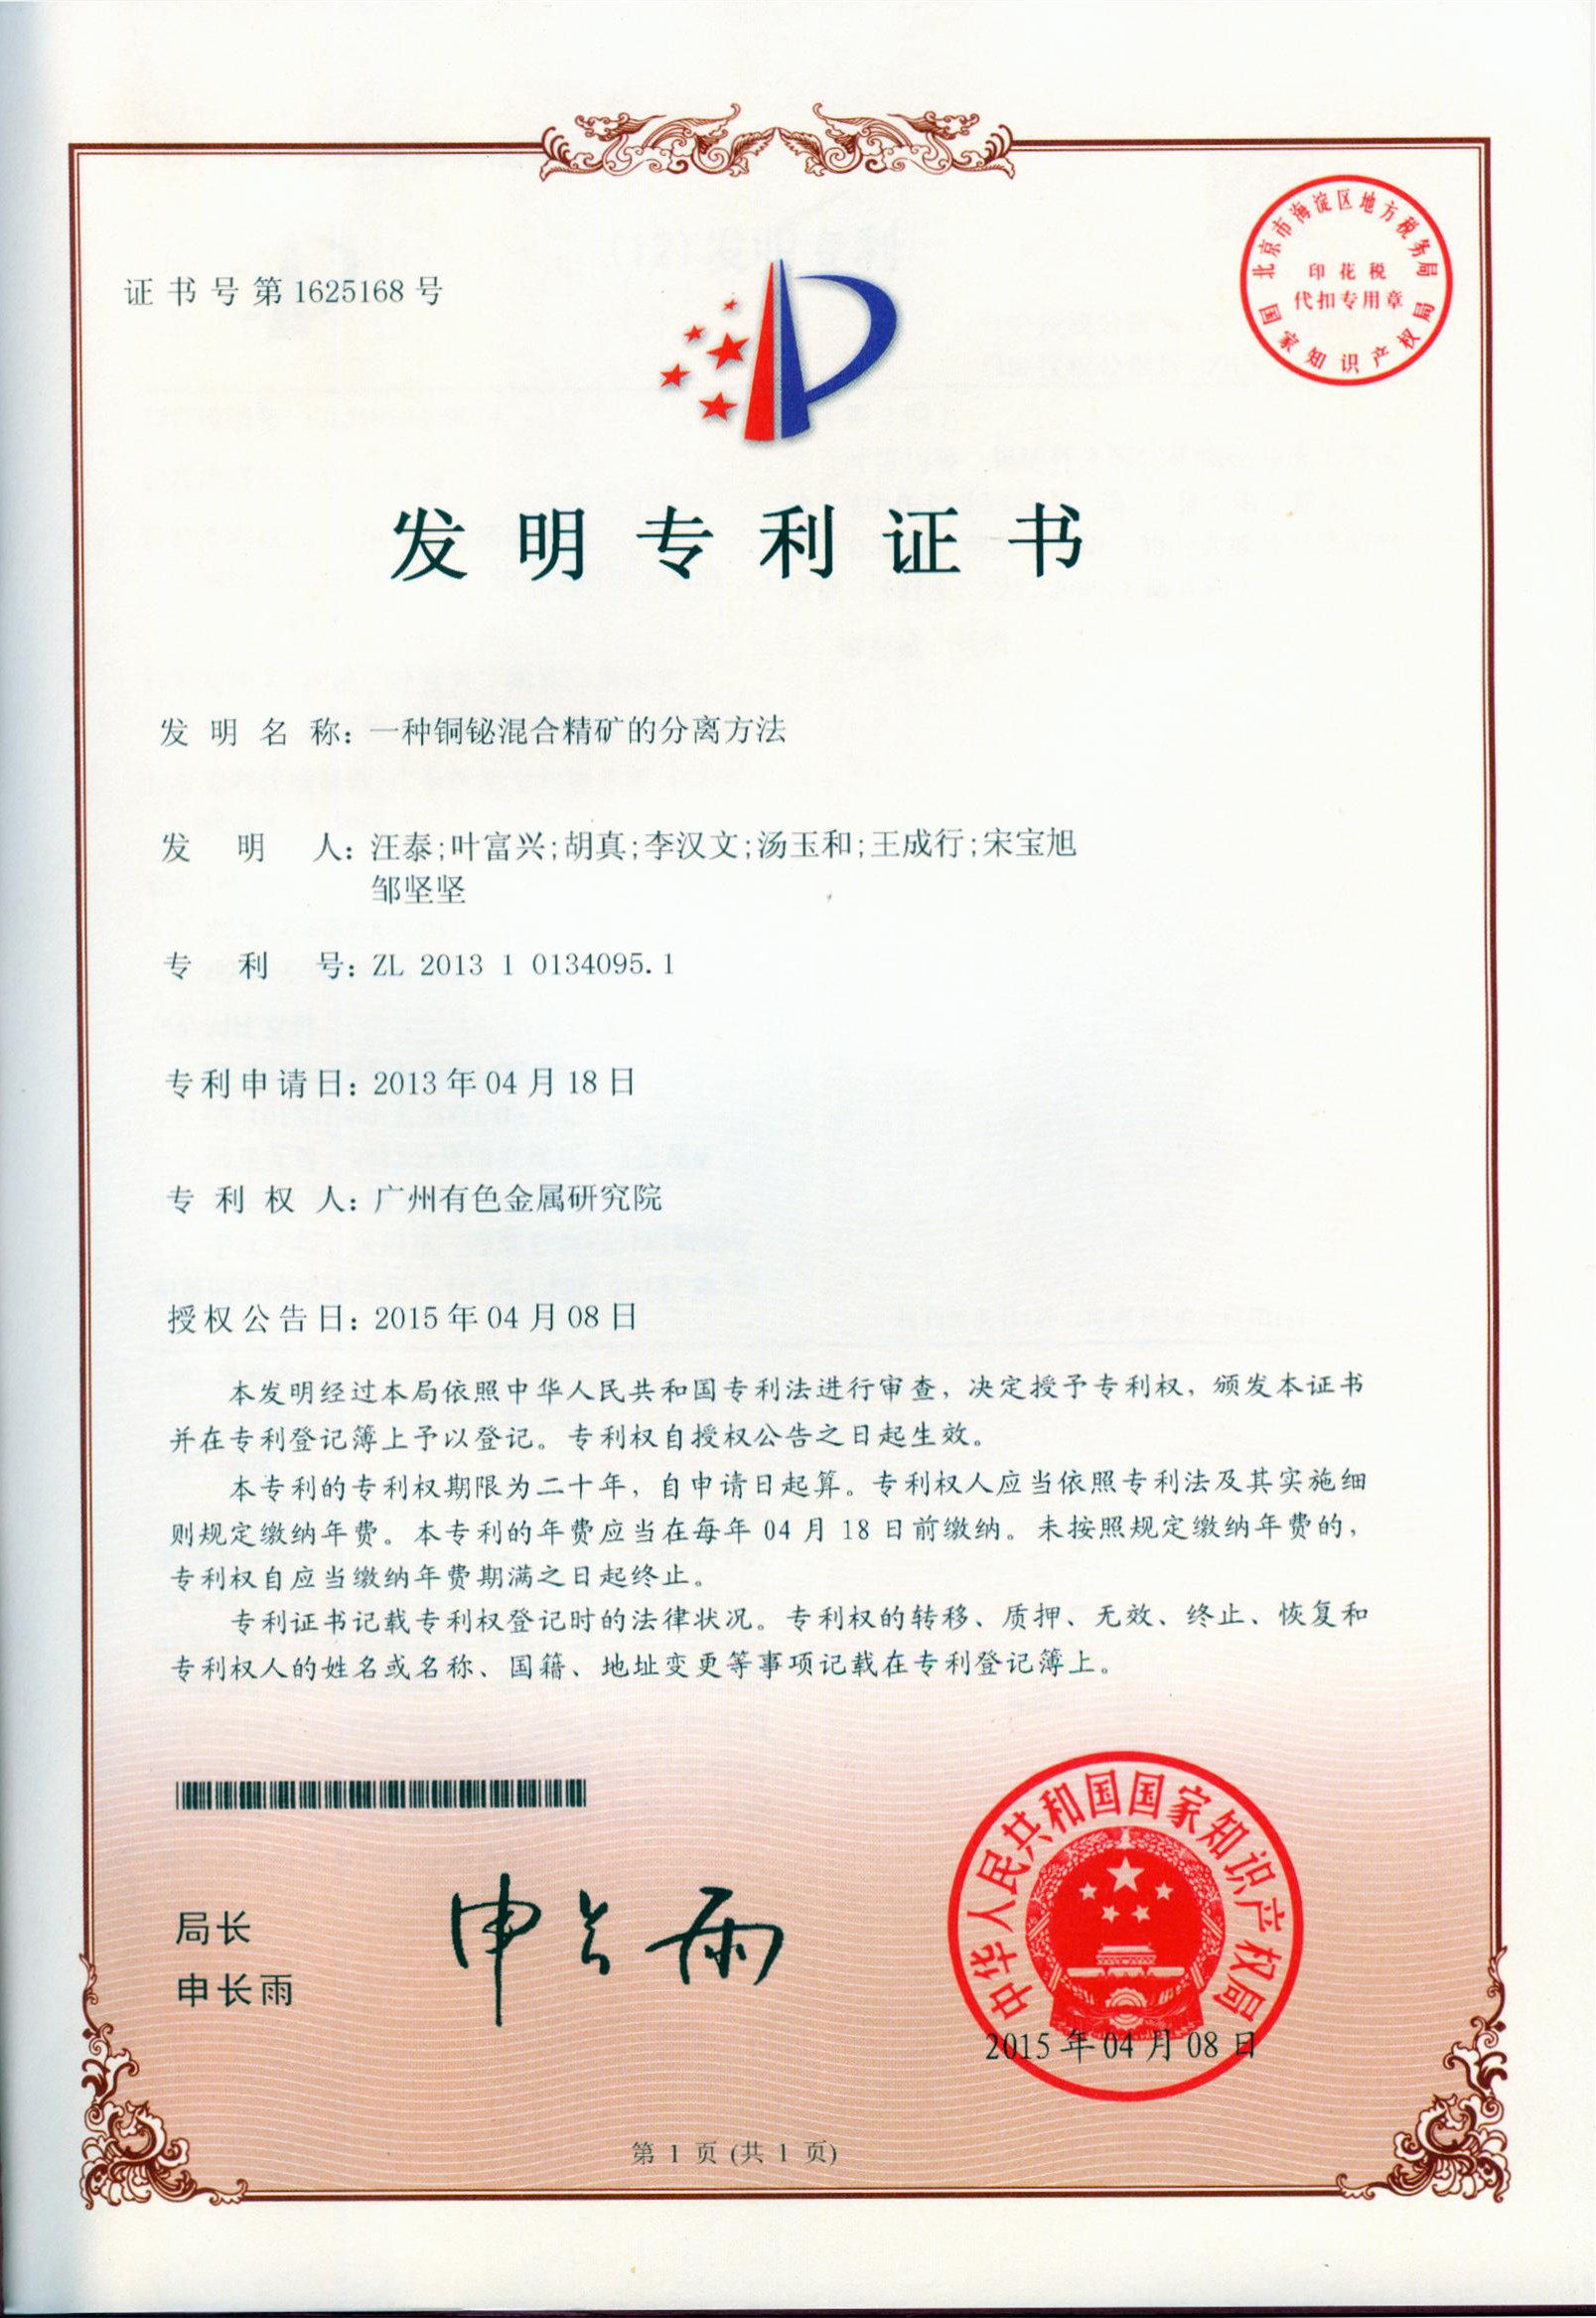 证书号第1625168号
北京市海淀区地方税务局
印花税
代扣专用章
国家知识产权局
发明专利证书
发明名称：一种铜铋混合精矿的分离方法
发明人：汪泰;叶富兴;胡真;李汉文;汤玉和;王成行;宋宝旭
邹坚坚
专利号：ZL 2013 1 0134095.1
专利申请日：2013年04月18日
专利权人：广州有色金属研究院
授权公告日：2015年04月08日
本发明经过本局依照中华人民共和国专利法进行审查，决定授予专利权，颁发本证书
并在专利登记簿上予以登记。专利权自授权公告之日起生效。
本专利的专利权期限为二十年，自申请日起算。专利权人应当依照专利法及其实施细
则规定缴纳年费。本专利的年费应当在每年04月18日前缴纳。未按照规定缴纳年费的，
专利权自应当缴纳年费期满之日起终止。
专利证书记载专利权登记时的法律状况。专利权的转移、质押、无效、终止、恢复和
专利权人的姓名或名称、国籍、地址变更等事项记载在专利登记簿上。
局长
申长雨
申长雨
中华人民共和国国家知识产权局
2015年04月08日
第1页(共1页)